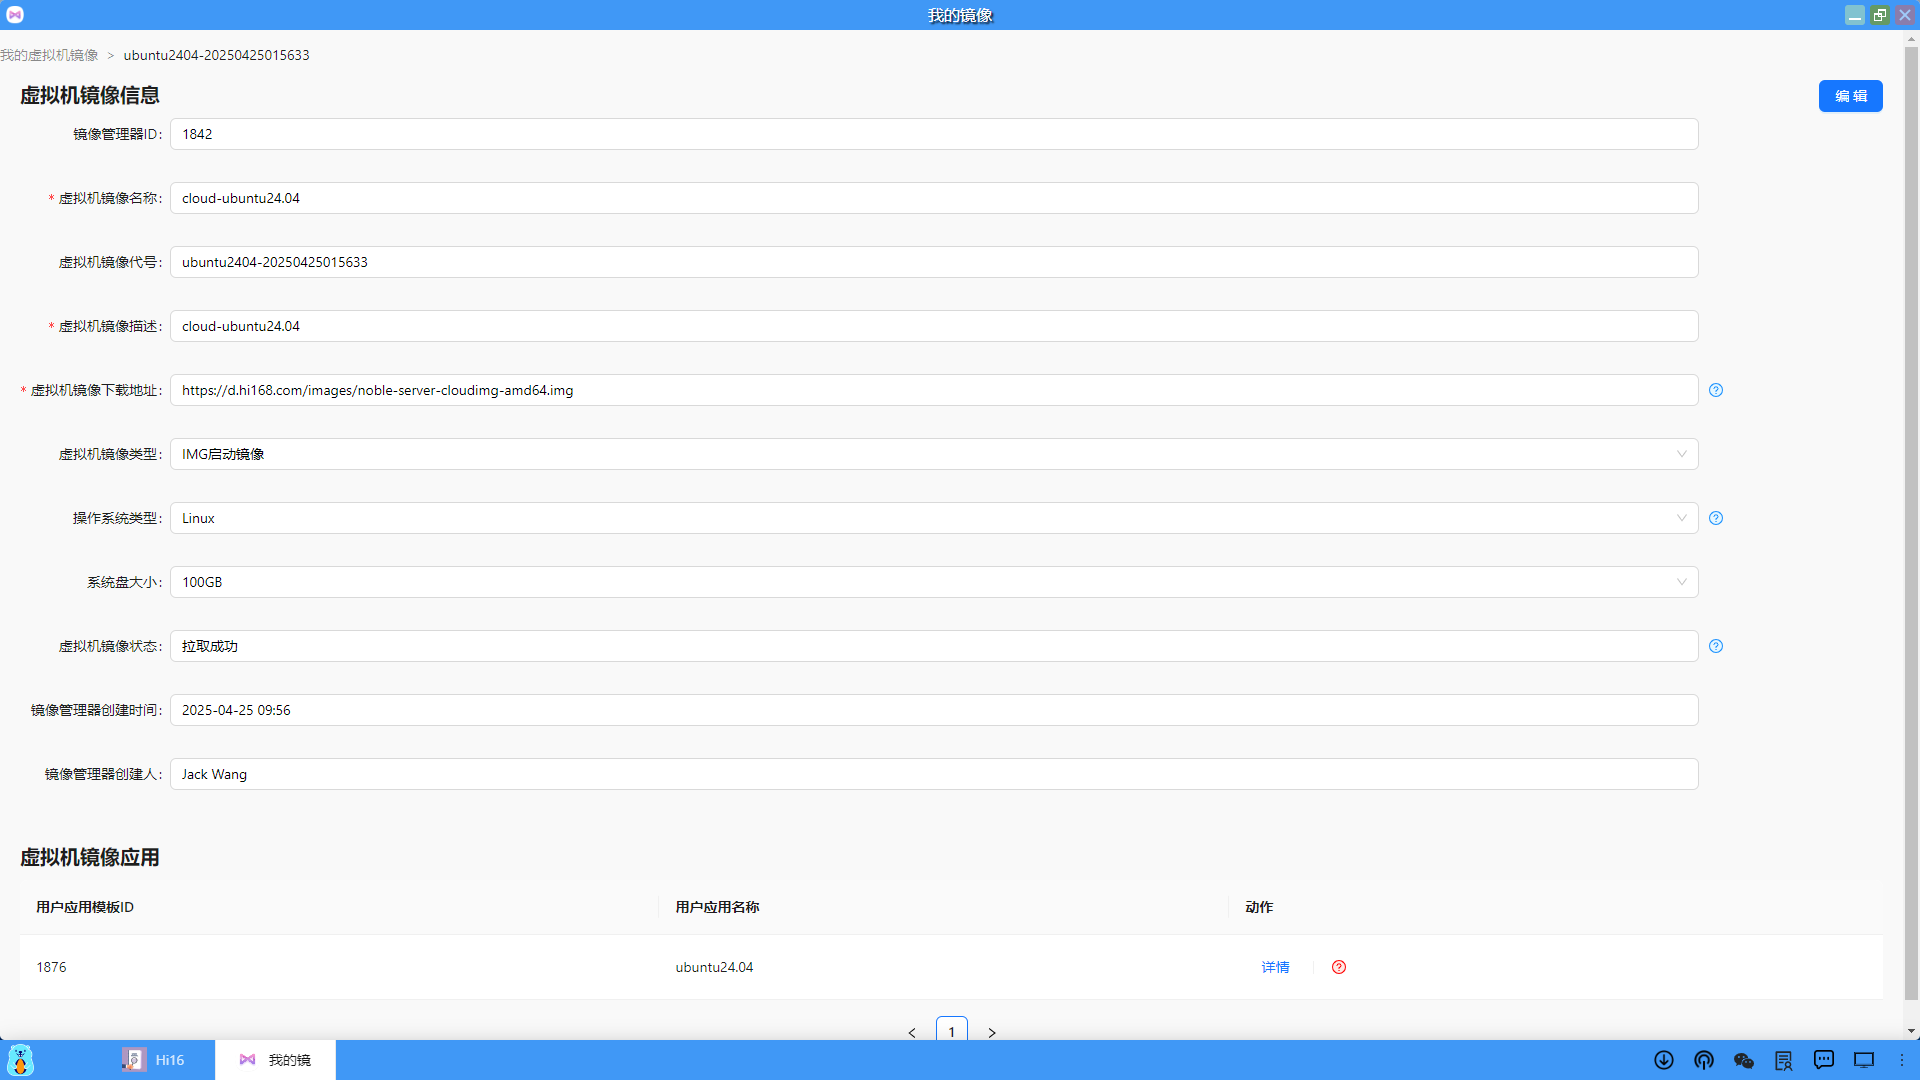 我的镜像
我的虚拟机镜像 > ubuntu2404-20250425015633
虚拟机镜像信息
编 辑
镜像管理器ID: 1842
* 虚拟机镜像名称: cloud-ubuntu24.04
虚拟机镜像代号: ubuntu2404-20250425015633
* 虚拟机镜像描述: cloud-ubuntu24.04
* 虚拟机镜像下载地址: https://d.hi168.com/images/noble-server-cloudimg-amd64.img
虚拟机镜像类型: IMG启动镜像
操作系统类型: Linux
系统盘大小: 100GB
虚拟机镜像状态: 拉取成功
镜像管理器创建时间: 2025-04-25 09:56
镜像管理器创建人: Jack Wang
虚拟机镜像应用
用户应用模板ID 用户应用名称 动作
1876 ubuntu24.04 详情
< 1 >
Hi16 我的镜